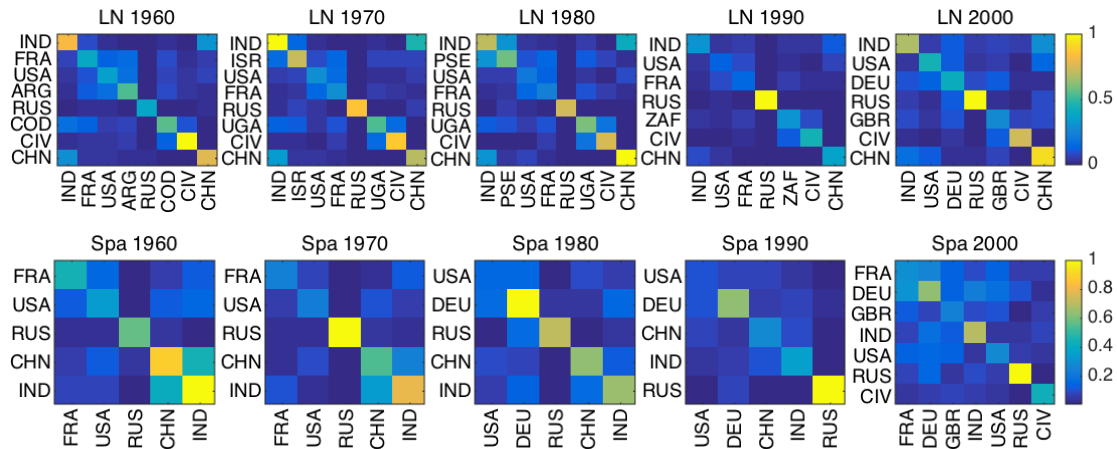 LN 1960 LN 1970 LN 1980 LN 1990 LN 2000
IND
FRA
USA
ARG
RUS
COD
CIV
CHN
IND FRA USA ARG RUS COD CIV CHN
IND
ISR
USA
FRA
RUS
UGA
CIV
CHN
IND ISR USA FRA RUS UGA CIV CHN
IND
PSE
USA
FRA
RUS
UGA
CIV
CHN
IND PSE USA FRA RUS UGA CIV CHN
IND
USA
FRA
RUS
ZAF
CIV
CHN
IND USA FRA RUS ZAF CIV CHN
IND
USA
DEU
RUS
GBR
CIV
CHN
IND USA DEU RUS GBR CIV CHN
1
0.5
0
Spa 1960 Spa 1970 Spa 1980 Spa 1990 Spa 2000
FRA
USA
RUS
CHN
IND
FRA USA RUS CHN IND
FRA
USA
RUS
CHN
IND
FRA USA RUS CHN IND
USA
DEU
RUS
CHN
IND
USA DEU RUS CHN IND
USA
DEU
CHN
IND
RUS
USA DEU CHN IND RUS
FRA
DEU
GBR
IND
USA
RUS
CIV
FRA DEU GBR IND USA RUS CIV
1
0.8
0.6
0.4
0.2